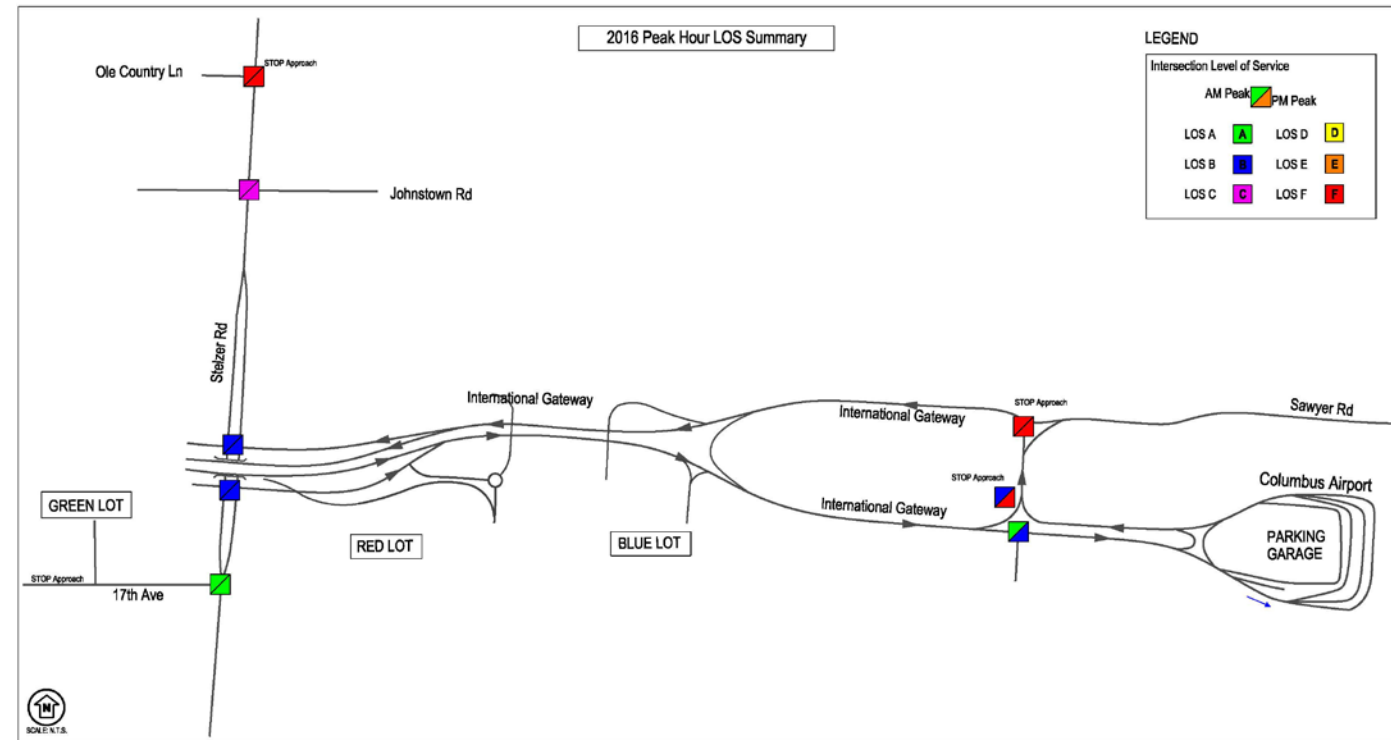 2016 Peak Hour LOS Summary
LEGEND
Intersection Level of Service
AM Peak
PM Peak
LOS A A LOS D D
LOS B B LOS E E
LOS C C LOS F F
Ole Country Ln
STOP Approach
Johnstown Rd
Stelzer Rd
International Gateway
International Gateway
STOP Approach
Sawyer Rd
STOP Approach
International Gateway
Columbus Airport
GREEN LOT
RED LOT
BLUE LOT
PARKING
GARAGE
STOP Approach
17th Ave
N
SCALE: N.T.S.